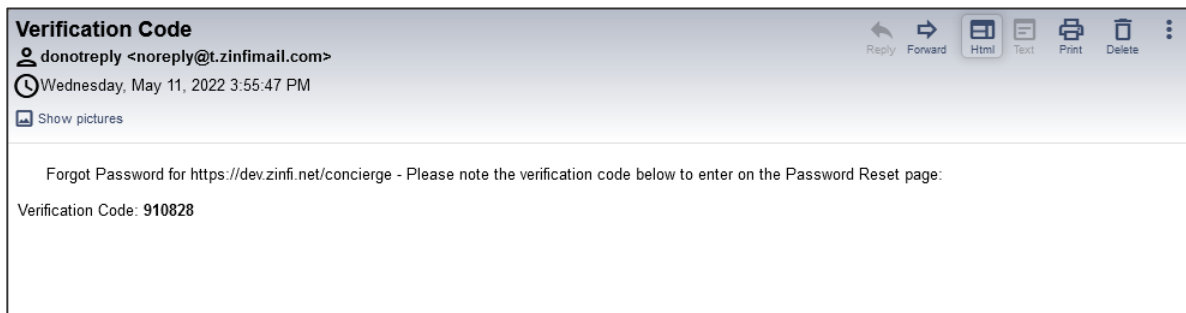 Verification Code
donotreply <noreply@t.zinfimail.com>
Wednesday, May 11, 2022 3:55:47 PM
Show pictures
Reply Forward Html Text Print Delete
Forgot Password for https://dev.zinfi.net/concierge - Please note the verification code below to enter on the Password Reset page:
Verification Code: 910828